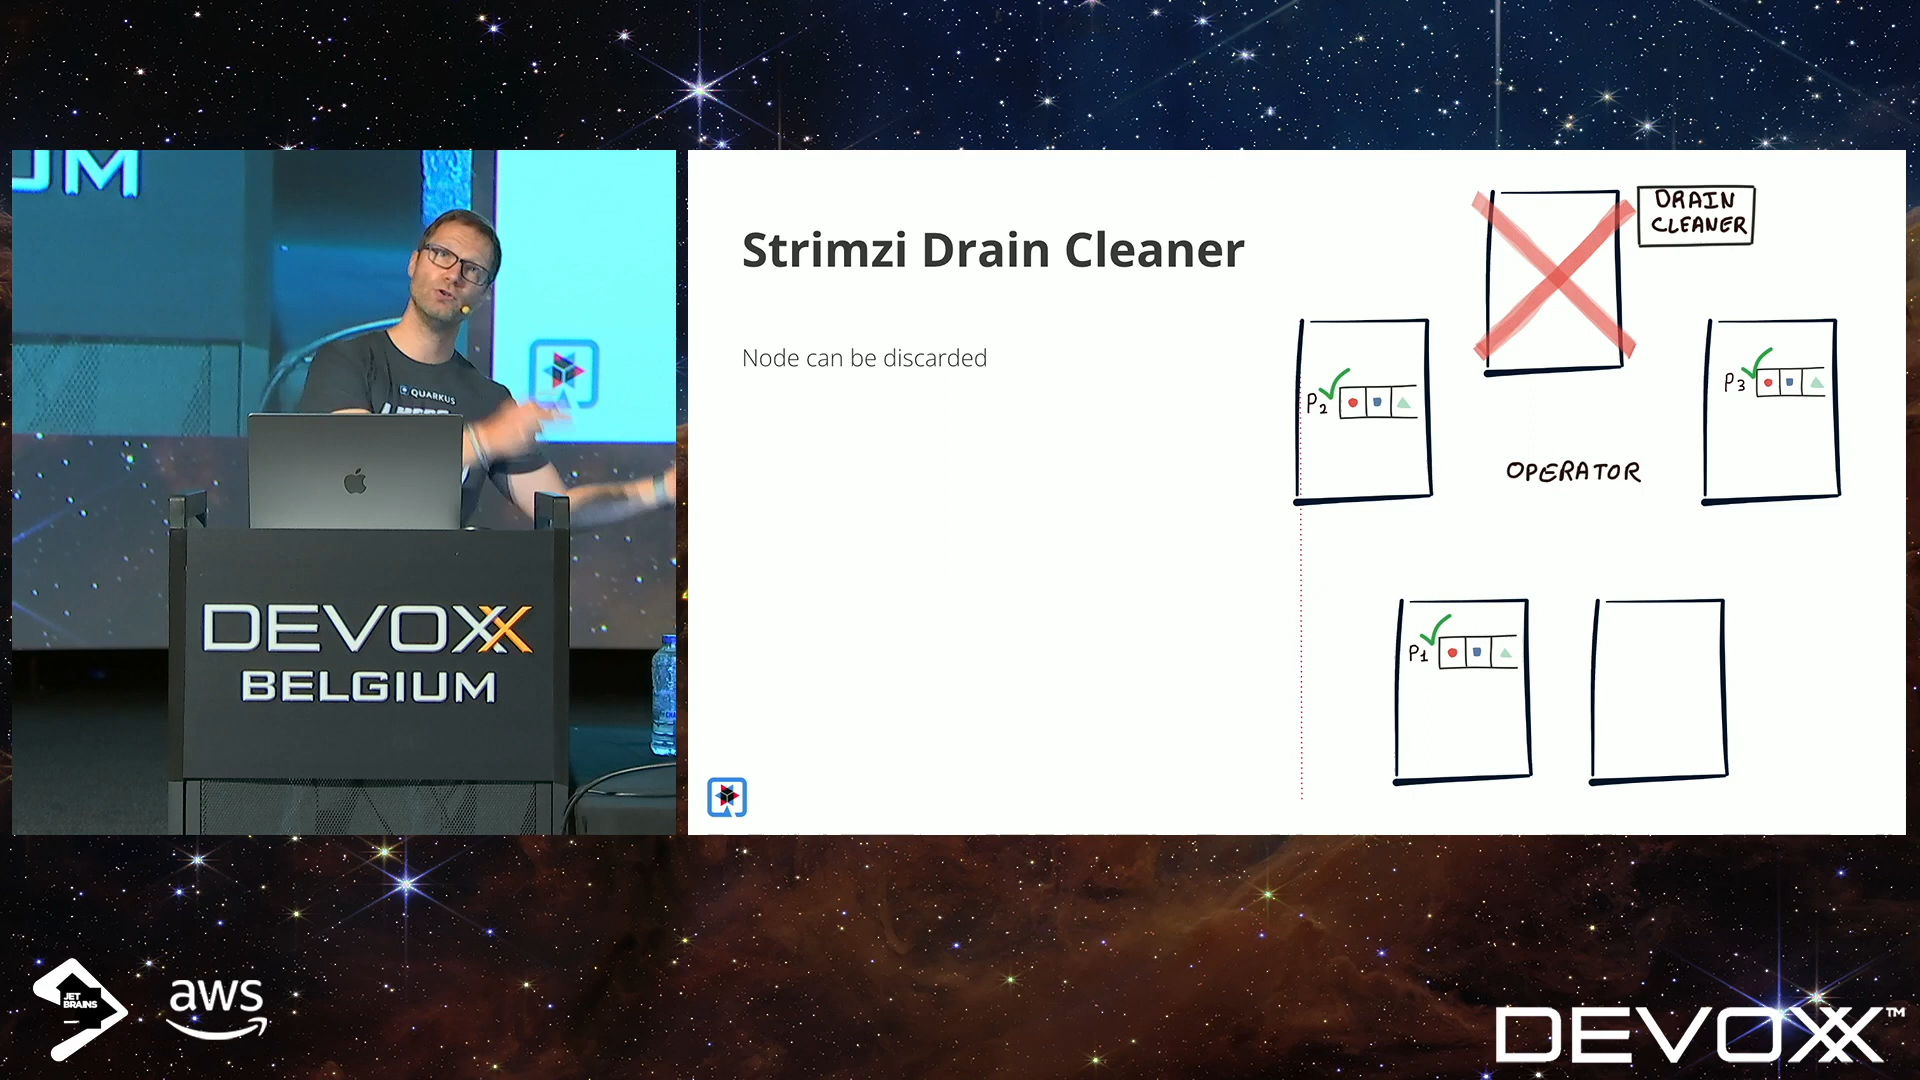 UM
QUARKUS
DEVOXX
BELGIUM
Strimzi Drain Cleaner
Node can be discarded
DRAIN
CLEANER
P2
P3
OPERATOR
P1
JET
BRAINS
aws
DEVOXX™